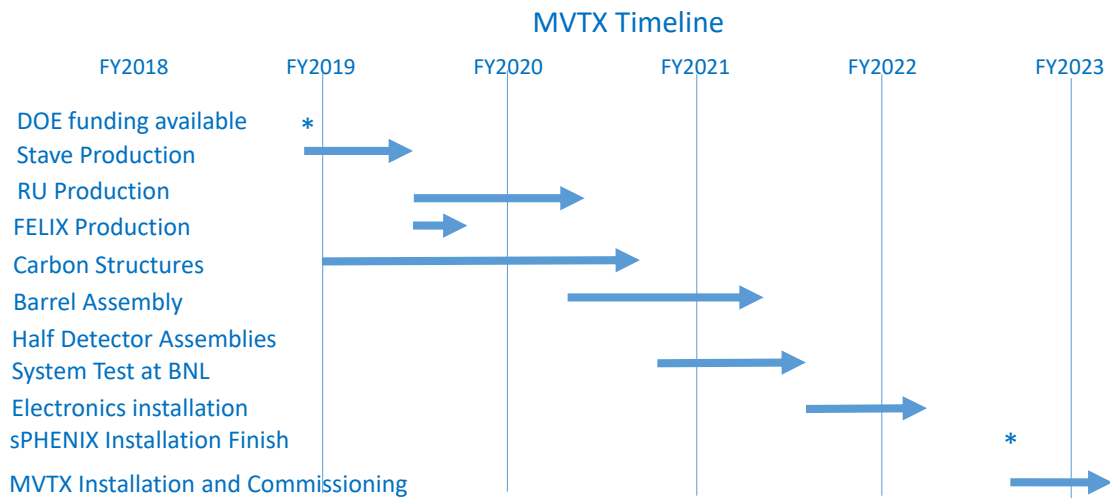 MVTX Timeline
FY2018 FY2019 FY2020 FY2021 FY2022 FY2023
DOE funding available *
Stave Production
RU Production
FELIX Production
Carbon Structures
Barrel Assembly
Half Detector Assemblies
System Test at BNL
Electronics installation
sPHENIX Installation Finish *
MVTX Installation and Commissioning